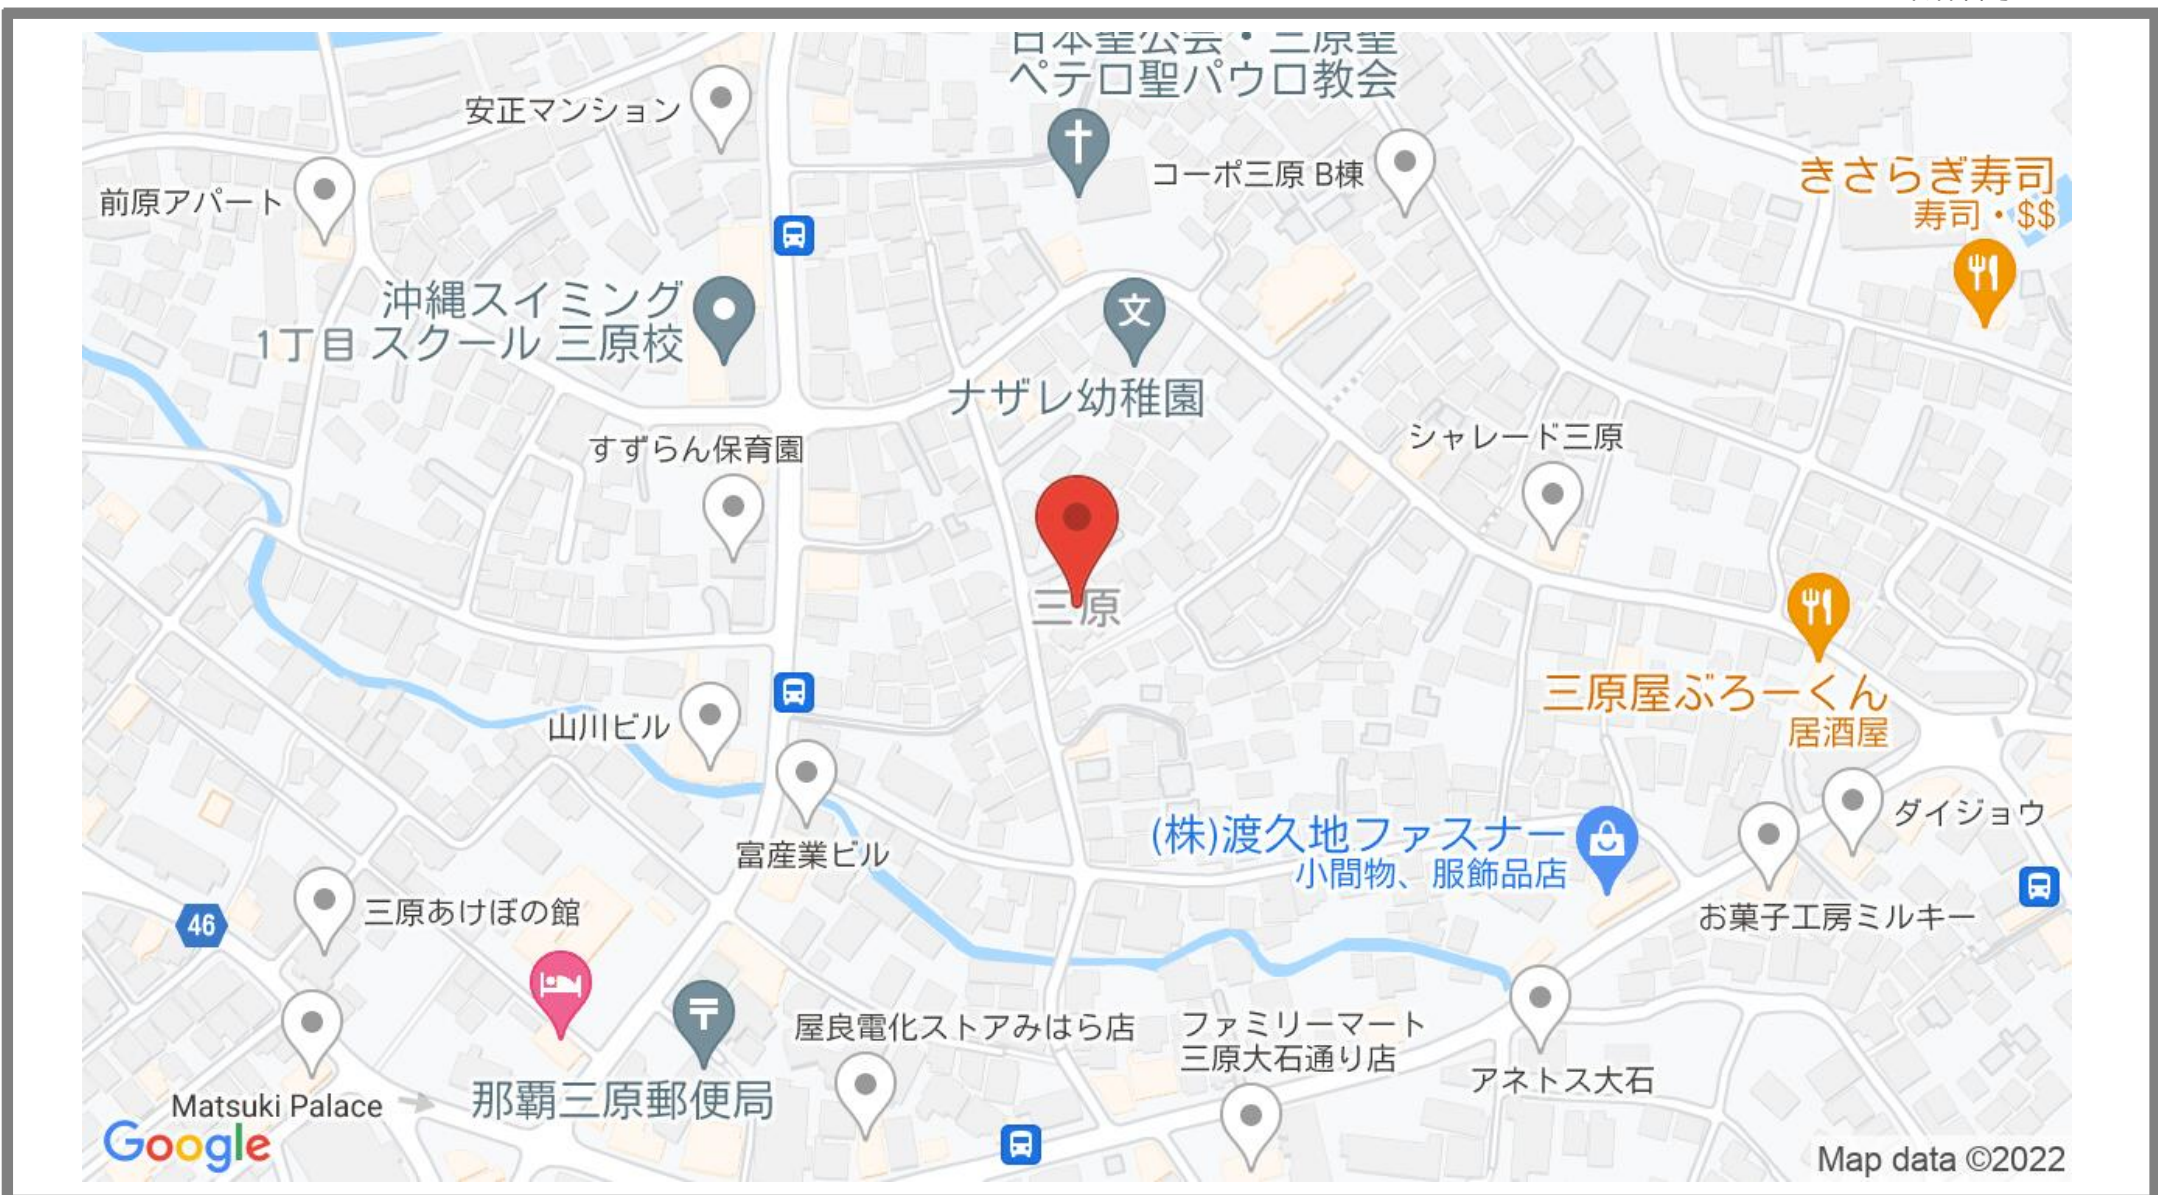 日本聖公会・三原聖
ペテロ聖パウロ教会
安正マンション
コーポ三原 B棟
きさらぎ寿司
寿司・$$
前原アパート
沖縄スイミング
スクール 三原校
1丁目
ナザレ幼稚園
すずらん保育園
シャレード三原
三原
三原屋ぶろーくん
居酒屋
山川ビル
富産業ビル
(株)渡久地ファスナー
小間物、服飾品店
ダイジョウ
お菓子工房ミルキー
46
三原あけぼの館
屋良電化ストアみはら店
ファミリーマート
三原大石通り店
アネトス大石
Matsuki Palace
那覇三原郵便局
Google
Map data ©2022